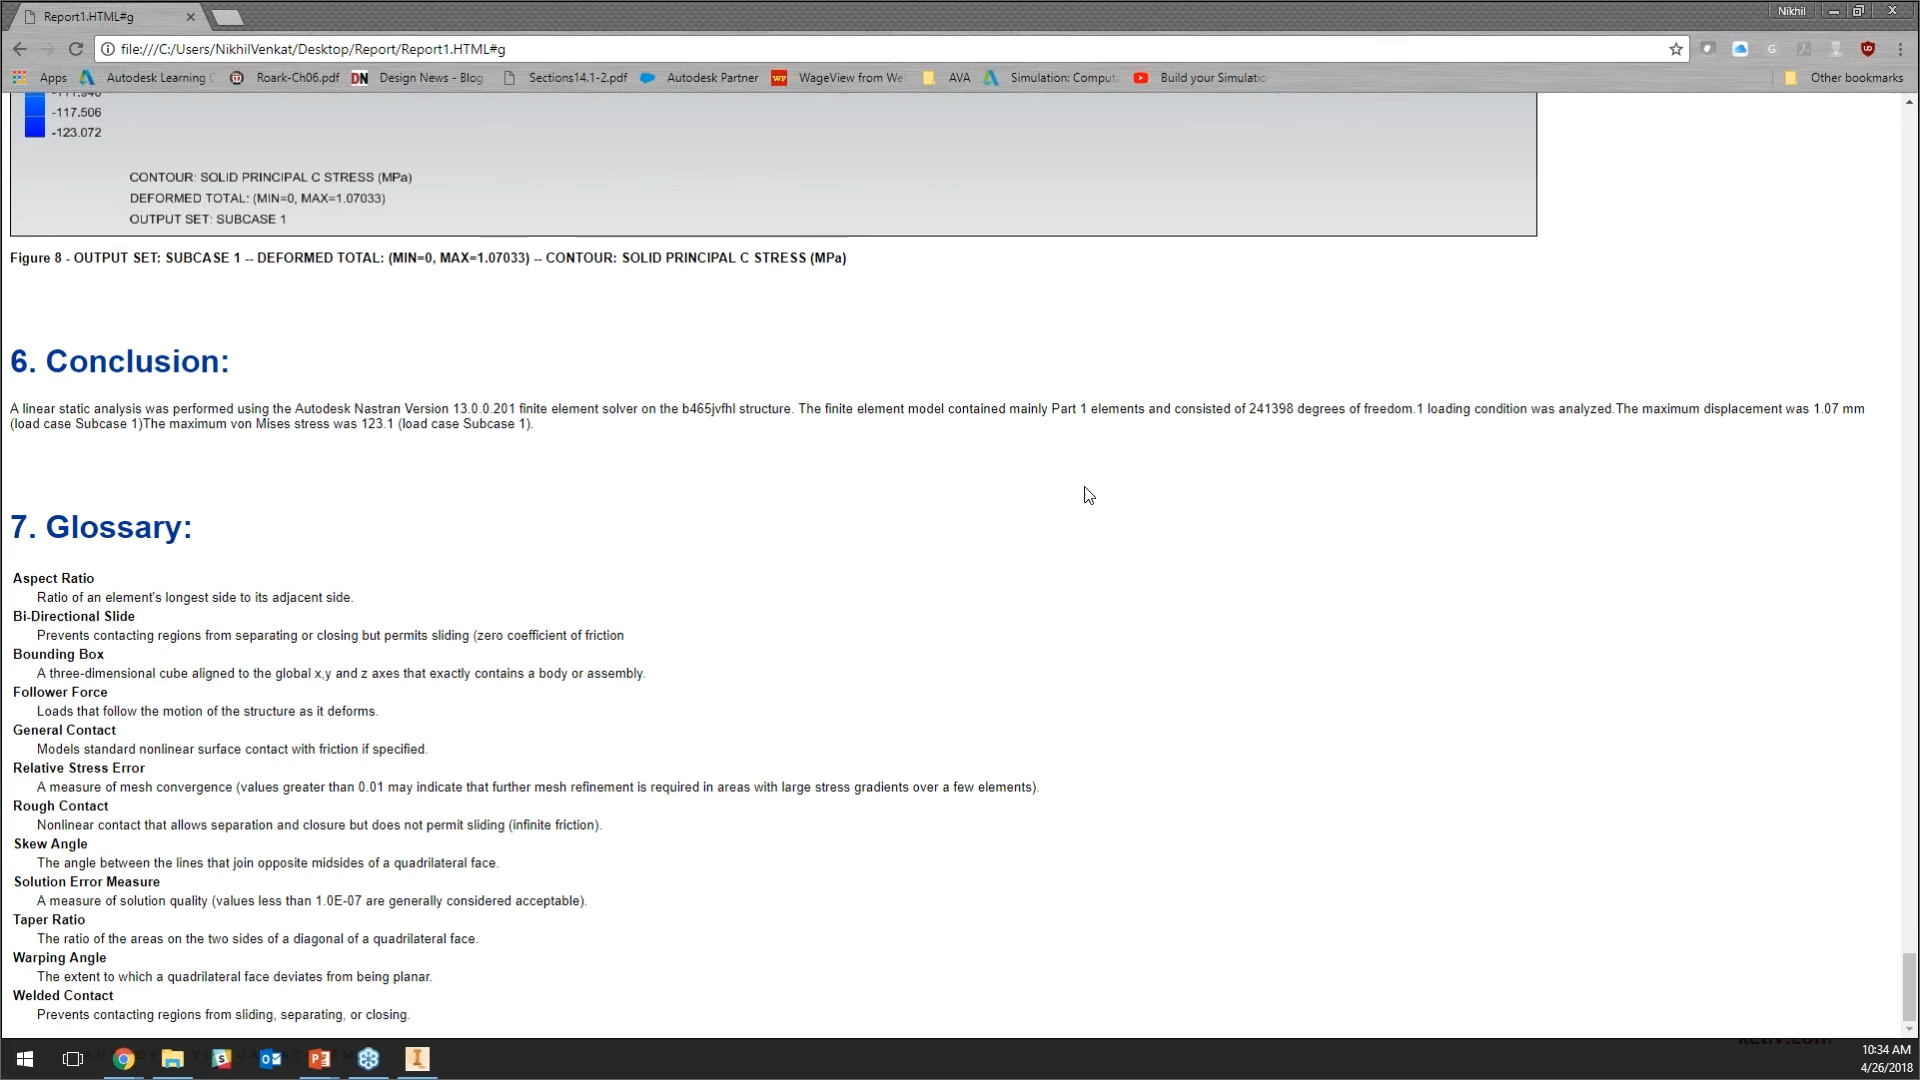 Report1.HTML#g
Nikhil
file:///C:/Users/NikhilVenkat/Desktop/Report/Report1.HTML#g
Apps Autodesk Learning Roark-Ch06.pdf DN Design News - Blog Sections14.1-2.pdf Autodesk Partner WF WageView from We AVA Simulation: Comput Build your Simulatio Other bookmarks
-117.506
-123.072
CONTOUR: SOLID PRINCIPAL C STRESS (MPa)
DEFORMED TOTAL: (MIN=0, MAX=1.07033)
OUTPUT SET: SUBCASE 1
Figure 8 - OUTPUT SET: SUBCASE 1 -- DEFORMED TOTAL: (MIN=0, MAX=1.07033) -- CONTOUR: SOLID PRINCIPAL C STRESS (MPa)
6. Conclusion:
A linear static analysis was performed using the Autodesk Nastran Version 13.0.0.201 finite element solver on the b465jvfhl structure. The finite element model contained mainly Part 1 elements and consisted of 241398 degrees of freedom.1 loading condition was analyzed.The maximum displacement was 1.07 mm
(load case Subcase 1)The maximum von Mises stress was 123.1 (load case Subcase 1).
7. Glossary:
Aspect Ratio
Ratio of an element's longest side to its adjacent side.
Bi-Directional Slide
Prevents contacting regions from separating or closing but permits sliding (zero coefficient of friction
Bounding Box
A three-dimensional cube aligned to the global x,y and z axes that exactly contains a body or assembly.
Follower Force
Loads that follow the motion of the structure as it deforms.
General Contact
Models standard nonlinear surface contact with friction if specified.
Relative Stress Error
A measure of mesh convergence (values greater than 0.01 may indicate that further mesh refinement is required in areas with large stress gradients over a few elements).
Rough Contact
Nonlinear contact that allows separation and closure but does not permit sliding (infinite friction).
Skew Angle
The angle between the lines that join opposite midsides of a quadrilateral face.
Solution Error Measure
A measure of solution quality (values less than 1.0E-07 are generally considered acceptable).
Taper Ratio
The ratio of the areas on the two sides of a diagonal of a quadrilateral face.
Warping Angle
The extent to which a quadrilateral face deviates from being planar.
Welded Contact
Prevents contacting regions from sliding, separating, or closing.
10:34 AM
4/26/2018